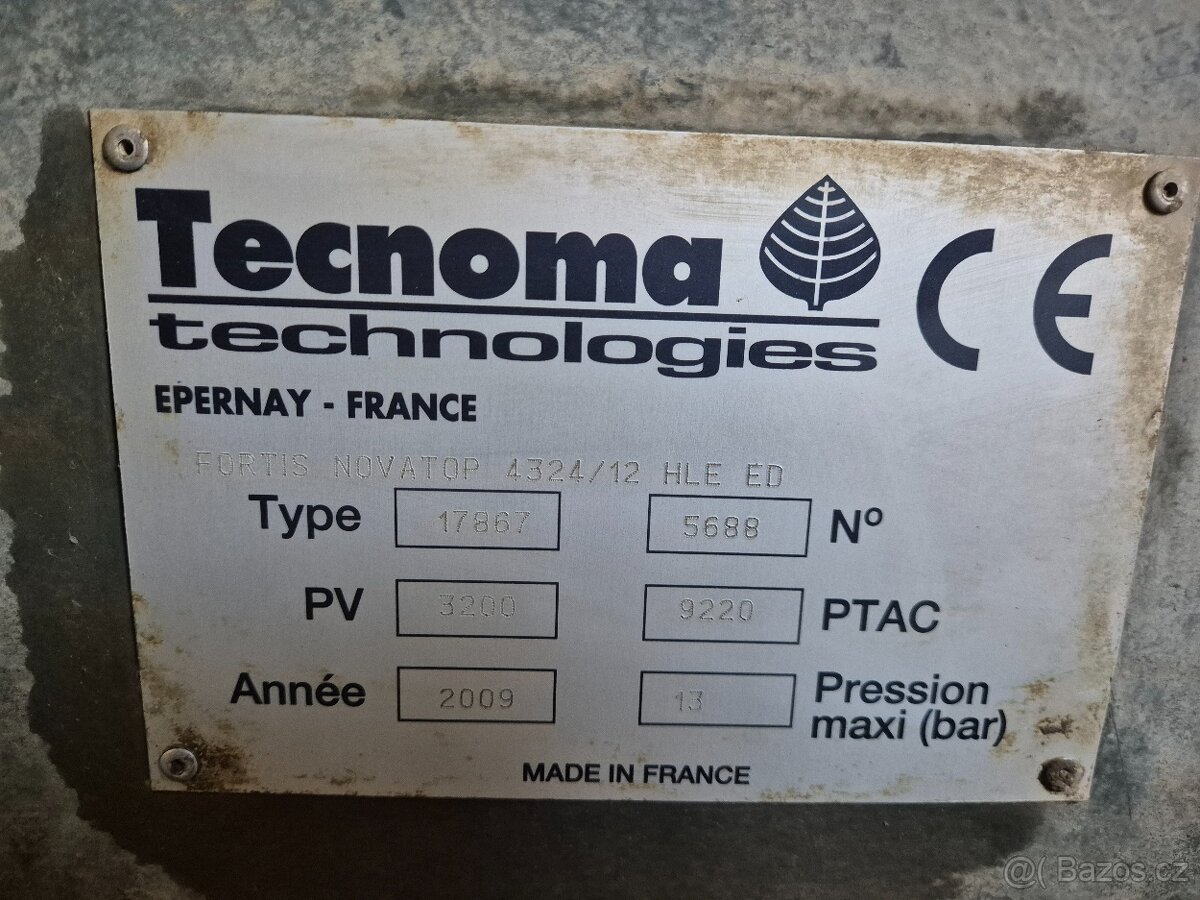 Tecnoma
technologies
CE
EPERNAY - FRANCE
FORTIS NOVATOP 4324/12 HLE ED
Type 17867 5688 Nº
PV 3200 9220 PTAC
Année 2009 13 Pression
maxi (bar)
MADE IN FRANCE
@( Bazos.cz